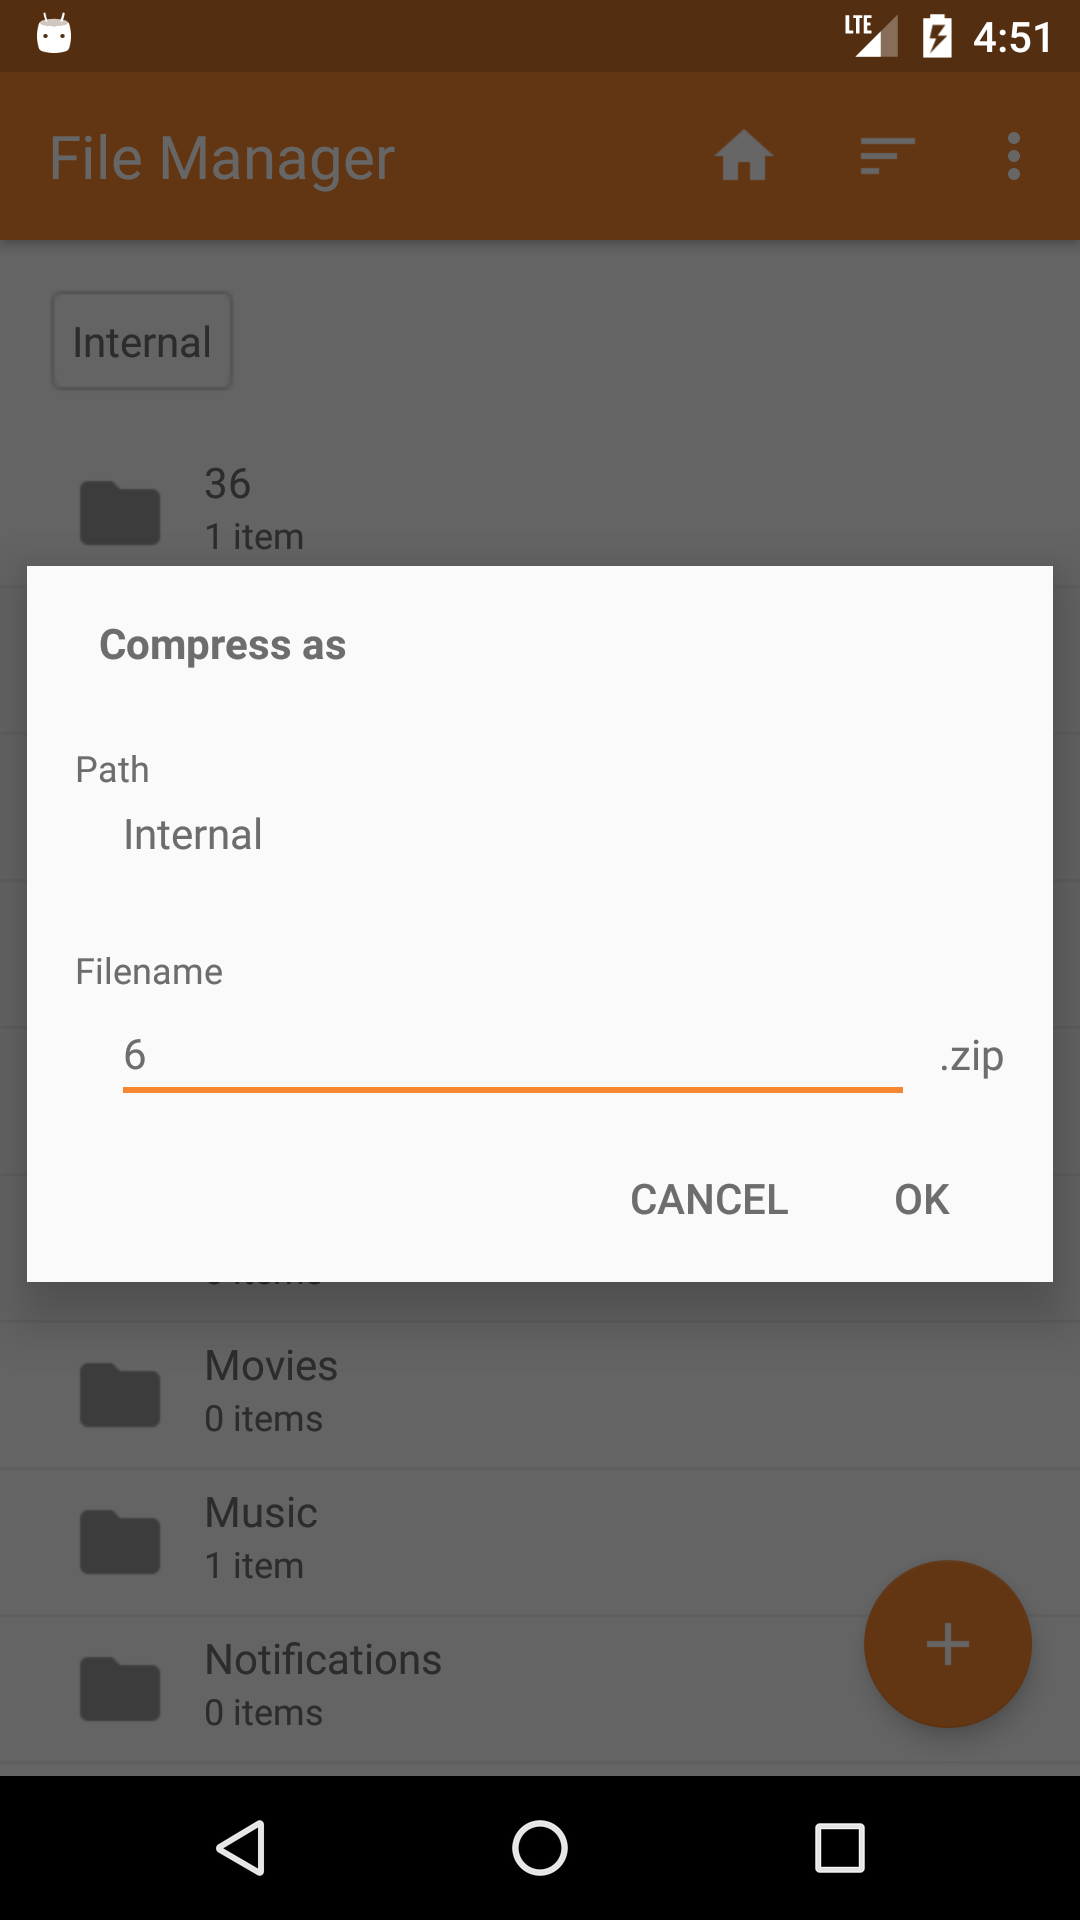 LTE 4:51
File Manager
Internal
36
1 item
Compress as
Path
Internal
Filename
6 .zip
CANCEL OK
Movies
0 items
Music
1 item
Notifications
0 items